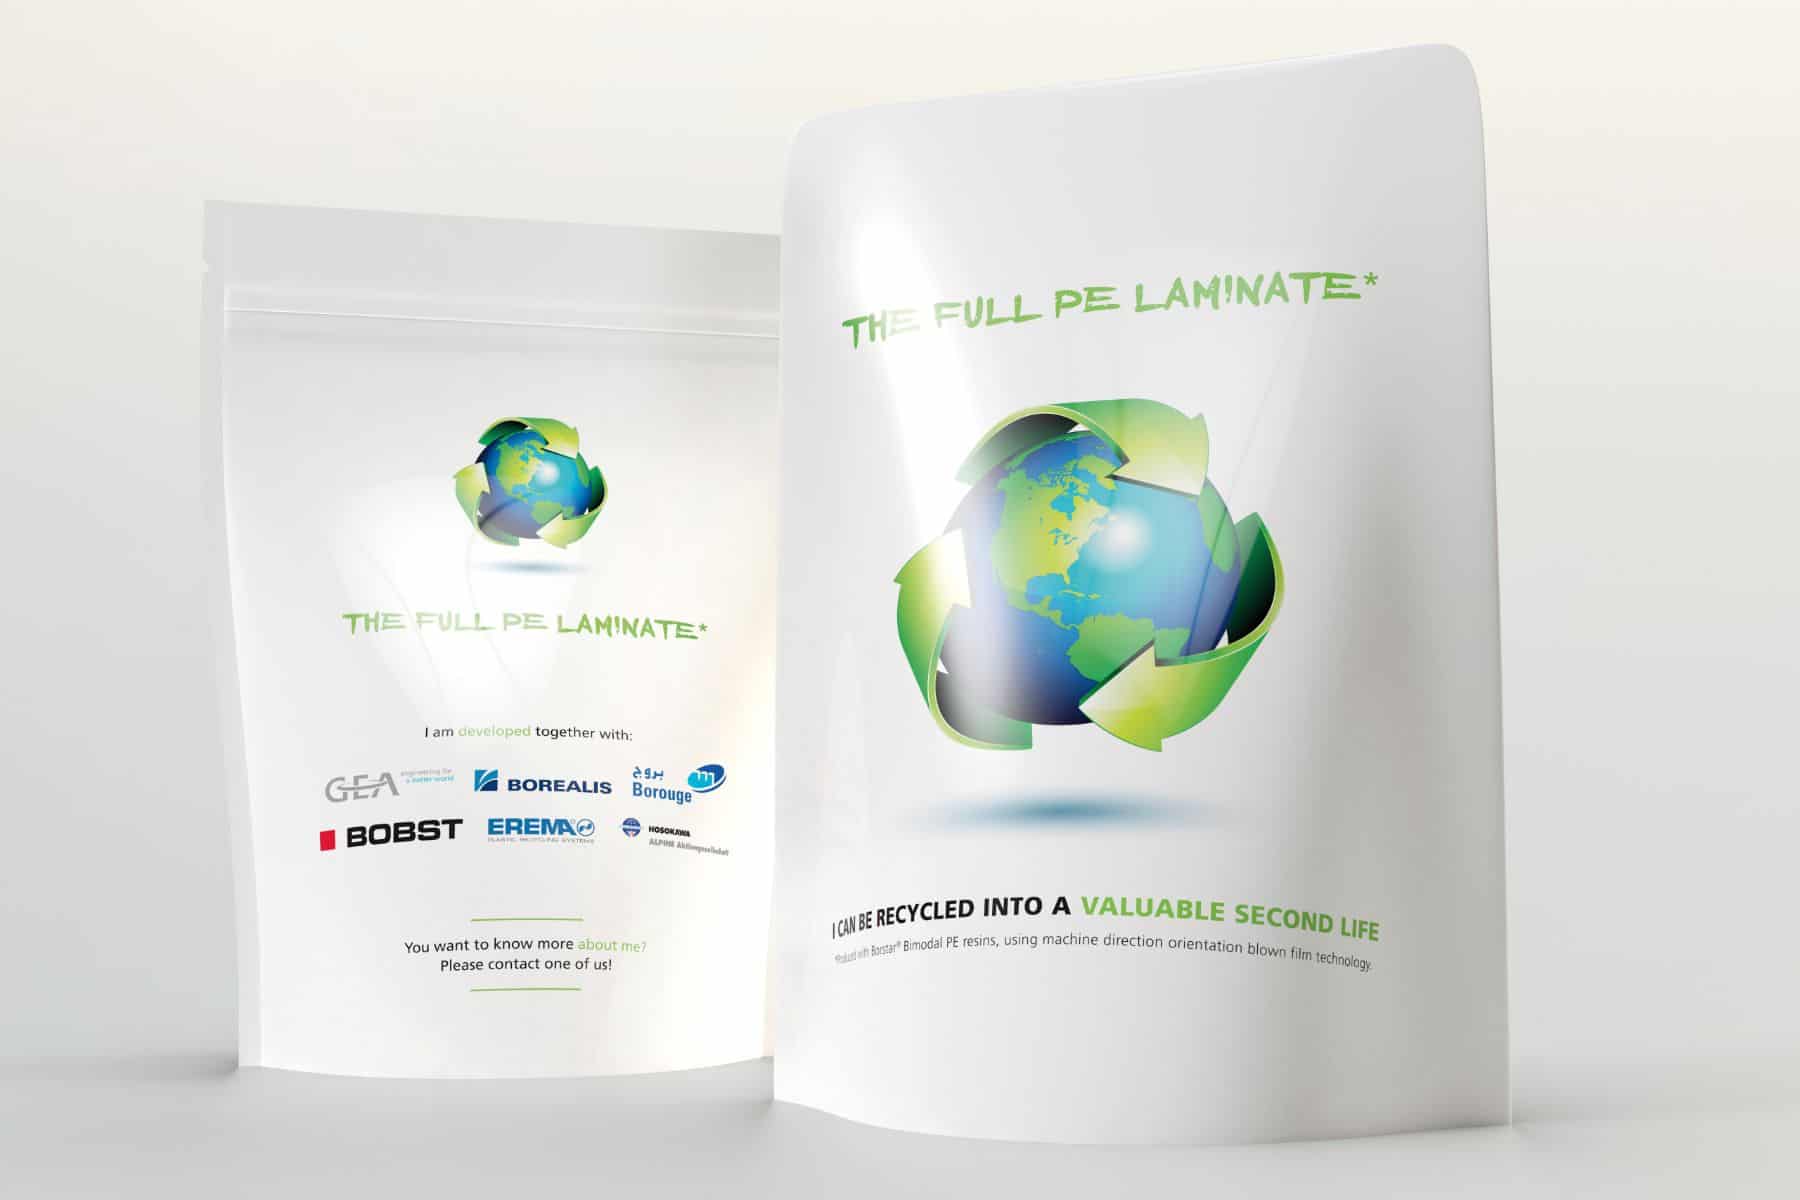 THE FULL PE LAMINATE*
I am developed together with:
GEA engineering for
a better world
BOREALIS
بروج
Borouge
BOBST
EREMA®
PLASTIC RECYCLING SYSTEMS
HOSOKAWA
ALPINE Aktiengesellschaft
You want to know more about me?
Please contact one of us!
THE FULL PE LAMINATE*
I CAN BE RECYCLED INTO A VALUABLE SECOND LIFE
*Produced with Borstar® Bimodal PE resins, using machine direction orientation blown film technology.